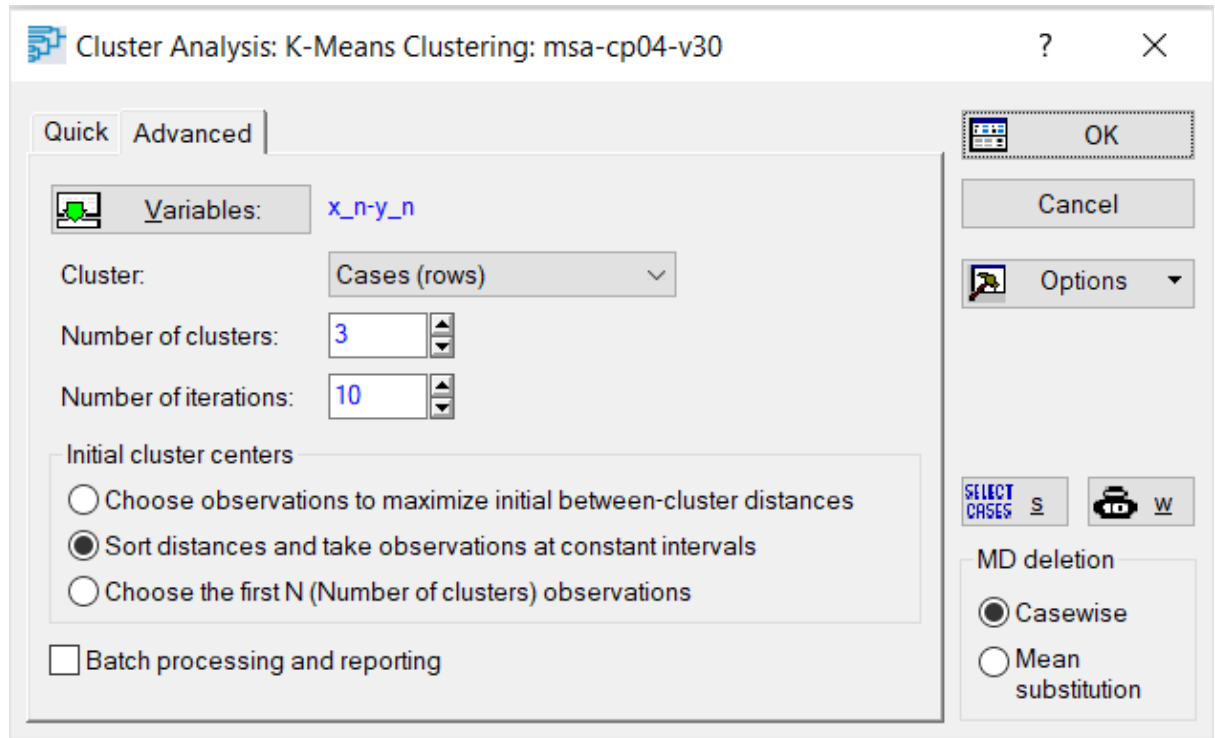 Cluster Analysis: K-Means Clustering: msa-cp04-v30
?
Quick Advanced
Variables: x_n-y_n
Cluster: Cases (rows)
Number of clusters: 3
Number of iterations: 10
Initial cluster centers
Choose observations to maximize initial between-cluster distances
Sort distances and take observations at constant intervals
Choose the first N (Number of clusters) observations
Batch processing and reporting
OK
Cancel
Options
SELECT
CASES S
W
MD deletion
Casewise
Mean
substitution